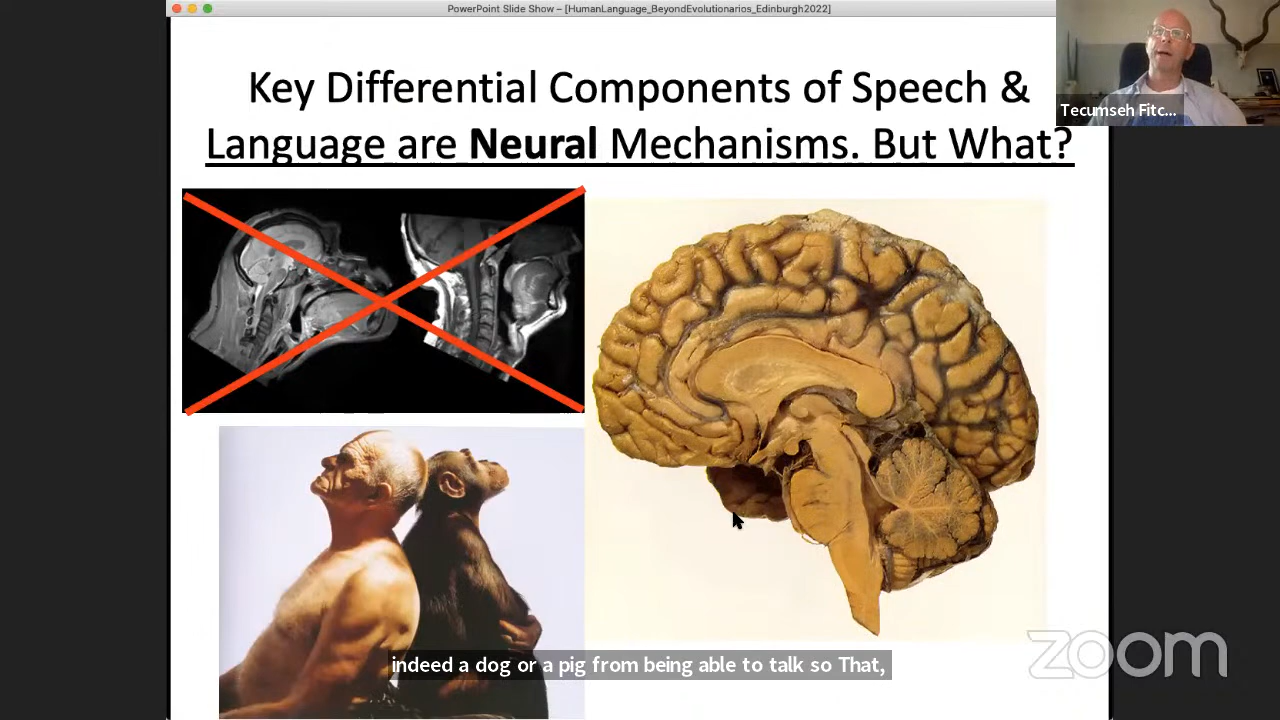 PowerPoint Slide Show – [HumanLanguage_BeyondEvolutionarios_Edinburgh2022]
Key Differential Components of Speech &
Language are Neural Mechanisms. But What?
Tecumseh Fitc...
indeed a dog or a pig from being able to talk so That,
zoom